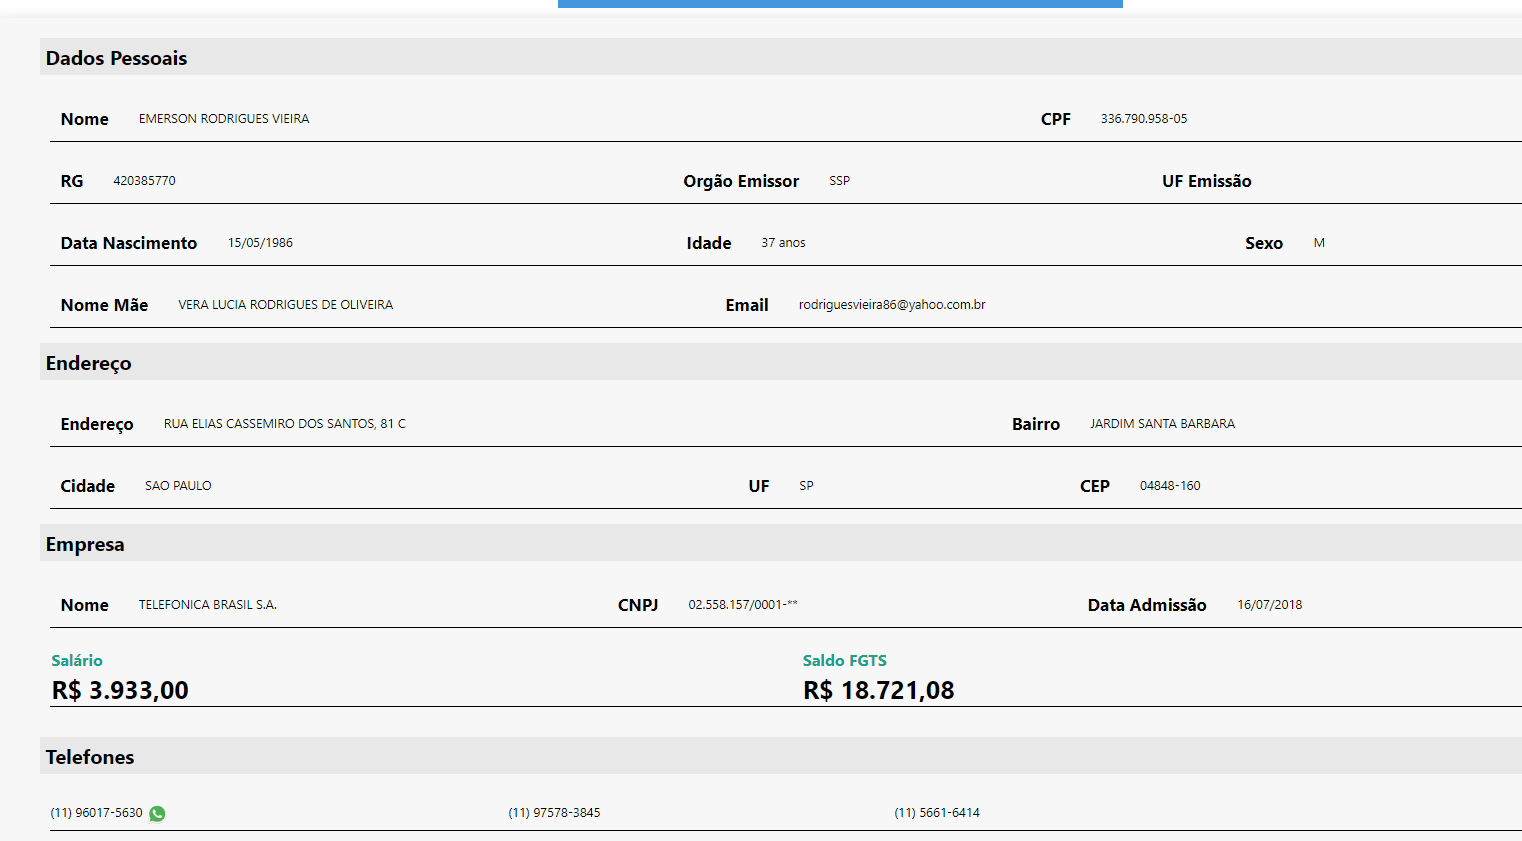 Dados Pessoais
Nome EMERSON RODRIGUES VIEIRA CPF 336.790.958-05
RG 420385770 Orgão Emissor SSP UF Emissão
Data Nascimento 15/05/1986 Idade 37 anos Sexo M
Nome Mãe VERA LUCIA RODRIGUES DE OLIVEIRA Email rodriguesvieira86@yahoo.com.br
Endereço
Endereço RUA ELIAS CASSEMIRO DOS SANTOS, 81 C Bairro JARDIM SANTA BARBARA
Cidade SAO PAULO UF SP CEP 04848-160
Empresa
Nome TELEFONICA BRASIL S.A. CNPJ 02.558.157/0001-** Data Admissão 16/07/2018
Salário Saldo FGTS
R$ 3.933,00 R$ 18.721,08
Telefones
(11) 96017-5630 (11) 97578-3845 (11) 5661-6414